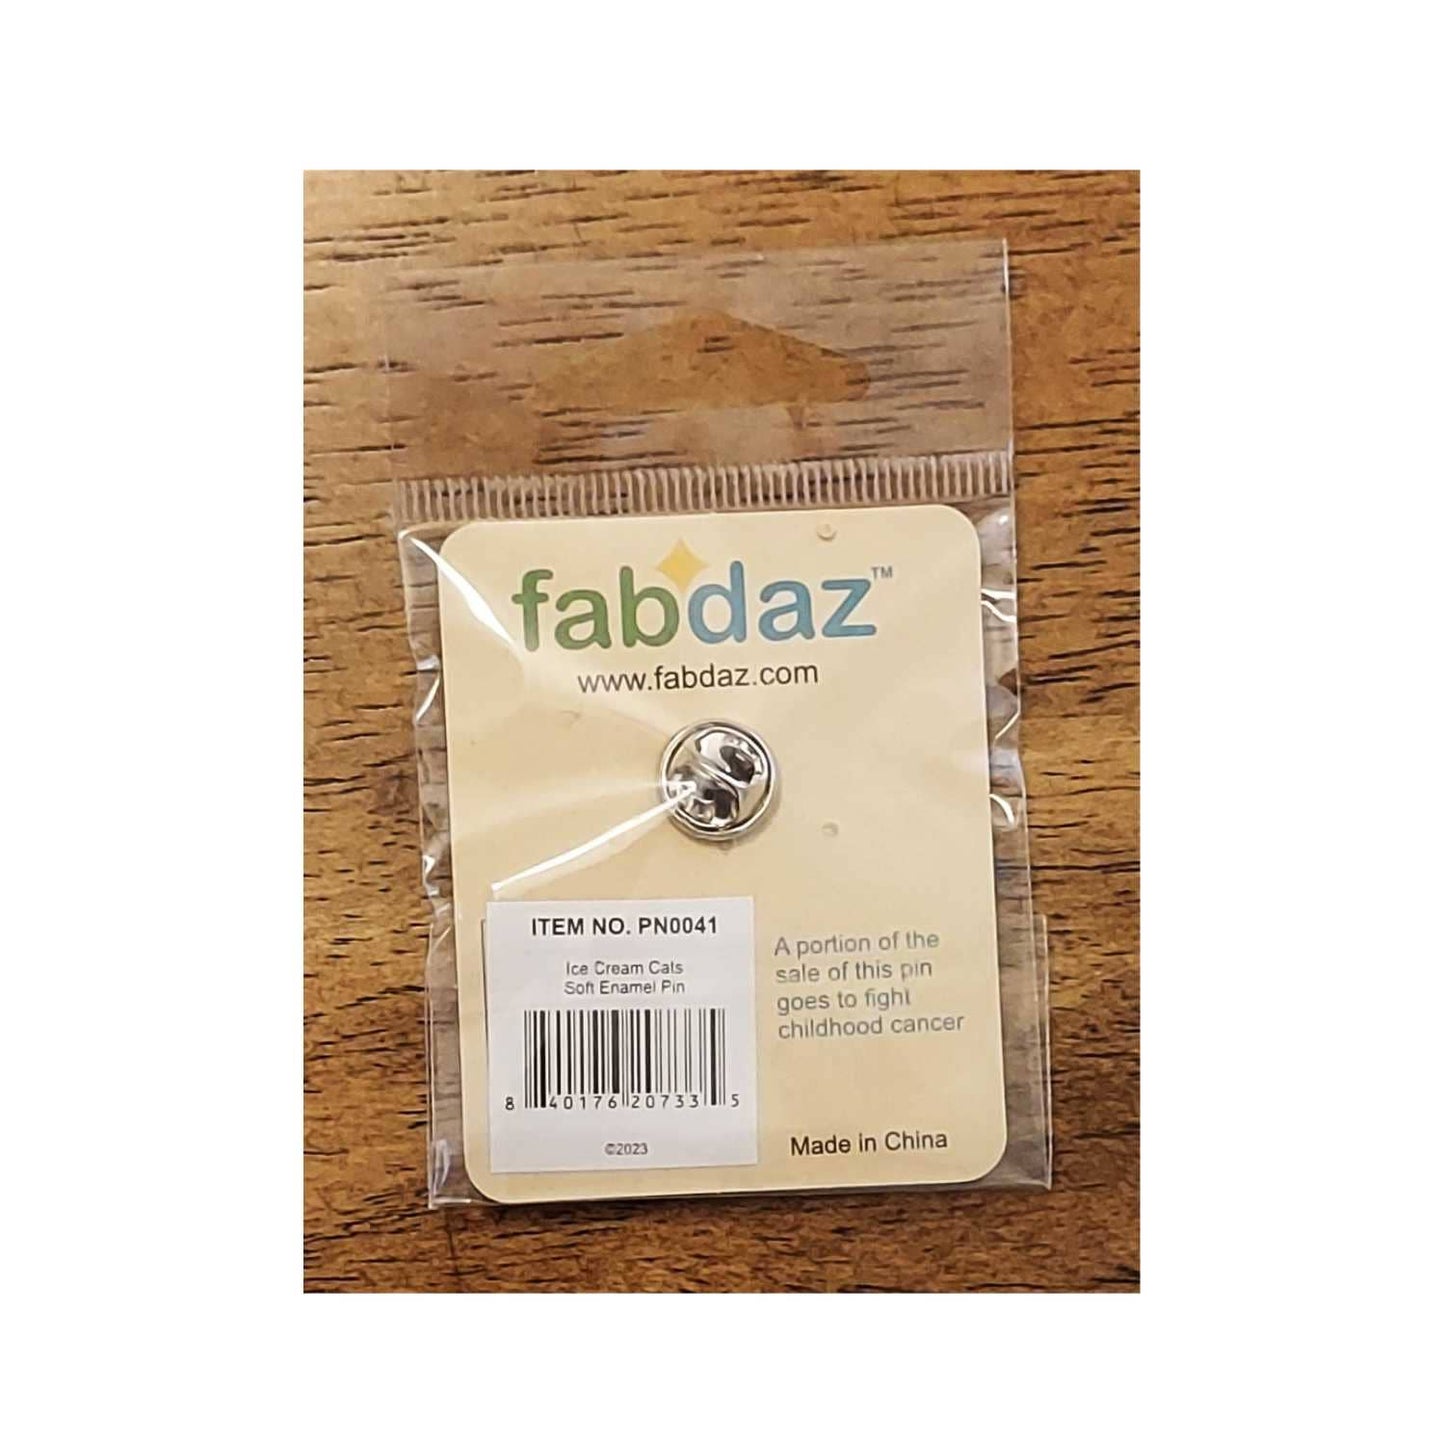 fabdaz™
www.fabdaz.com
ITEM NO. PN0041
Ice Cream Cats
Soft Enamel Pin
8 40176 20733 5
©2023
A portion of the
sale of this pin
goes to fight
childhood cancer
Made in China